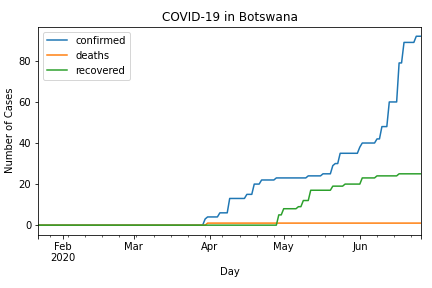 COVID-19 in Botswana
confirmed
deaths
recovered
Number of Cases
80
60
40
20
0
Feb Mar Apr May Jun
2020
Day